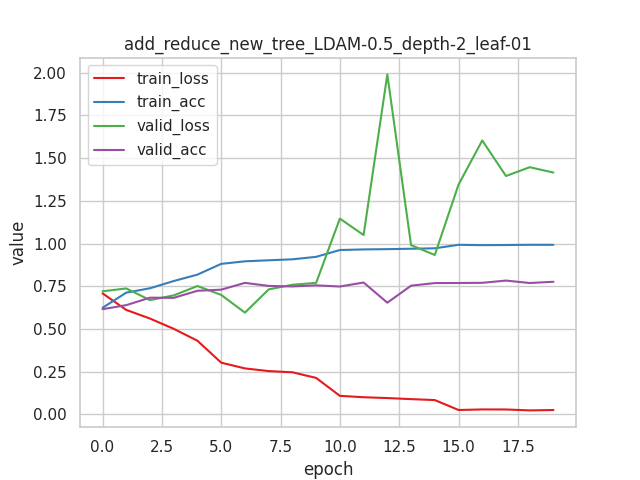 add_reduce_new_tree_LDAM-0.5_depth-2_leaf-01
train_loss
train_acc
valid_loss
valid_acc
2.00
1.75
1.50
1.25
1.00
0.75
0.50
0.25
0.00
value
0.0 2.5 5.0 7.5 10.0 12.5 15.0 17.5
epoch